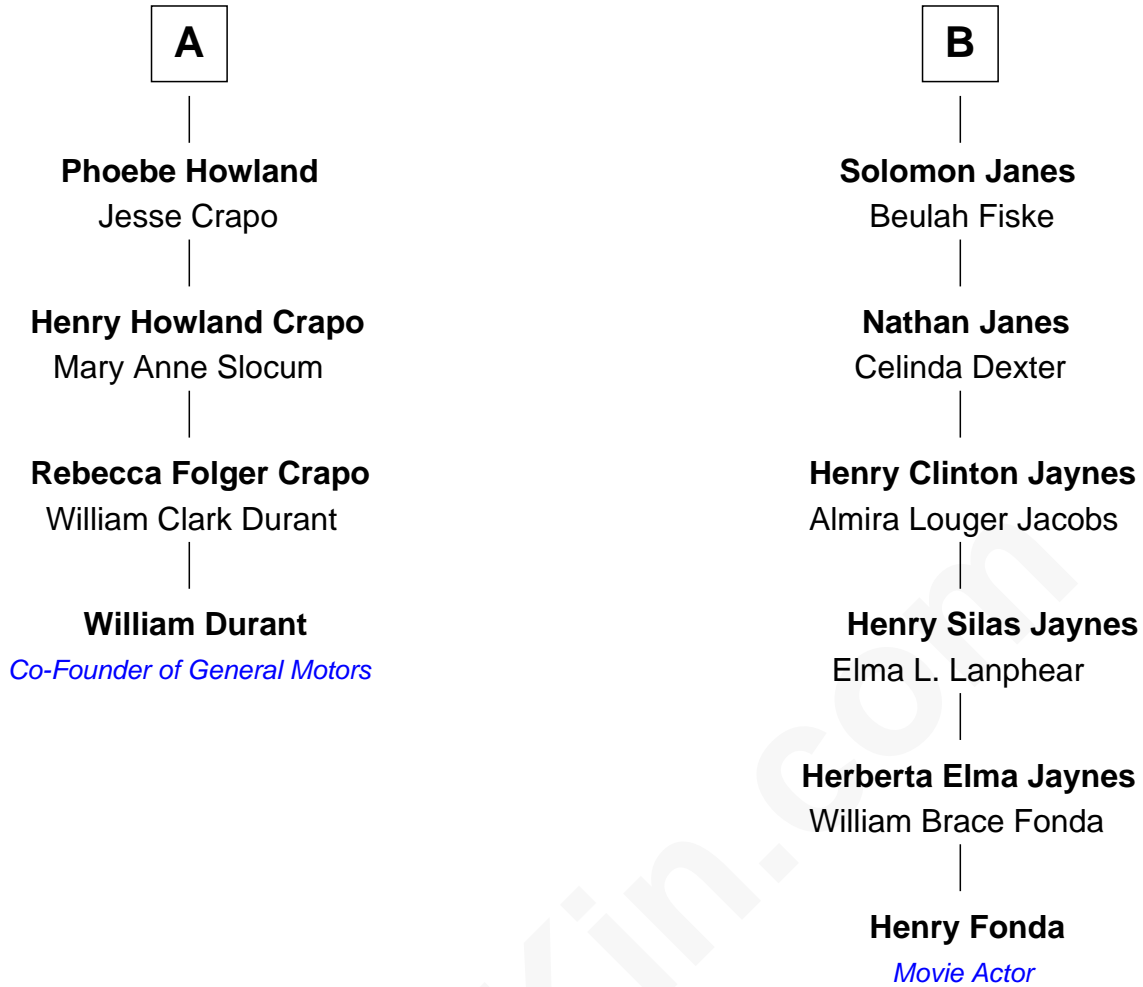 A
Phoebe Howland
Jesse Crapo
Henry Howland Crapo
Mary Anne Slocum
Rebecca Folger Crapo
William Clark Durant
William Durant
Co-Founder of General Motors
B
Solomon Janes
Beulah Fiske
Nathan Janes
Celinda Dexter
Henry Clinton Jaynes
Almira Louger Jacobs
Henry Silas Jaynes
Elma L. Lanphear
Herberta Elma Jaynes
William Brace Fonda
Henry Fonda
Movie Actor
Kin.com